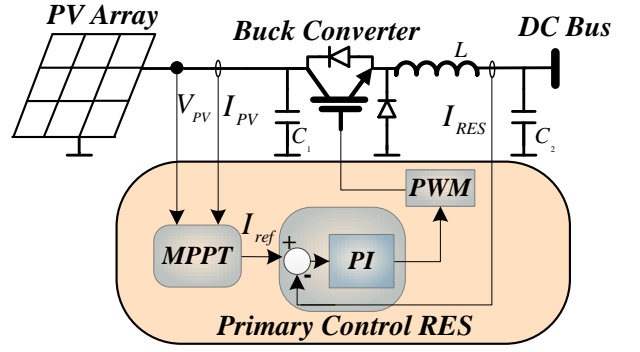 PV Array
Buck Converter
L
DC Bus
V_PV
I_PV
C_1
I_RES
C_2
PWM
MPPT
I_ref
+
-
PI
Primary Control RES